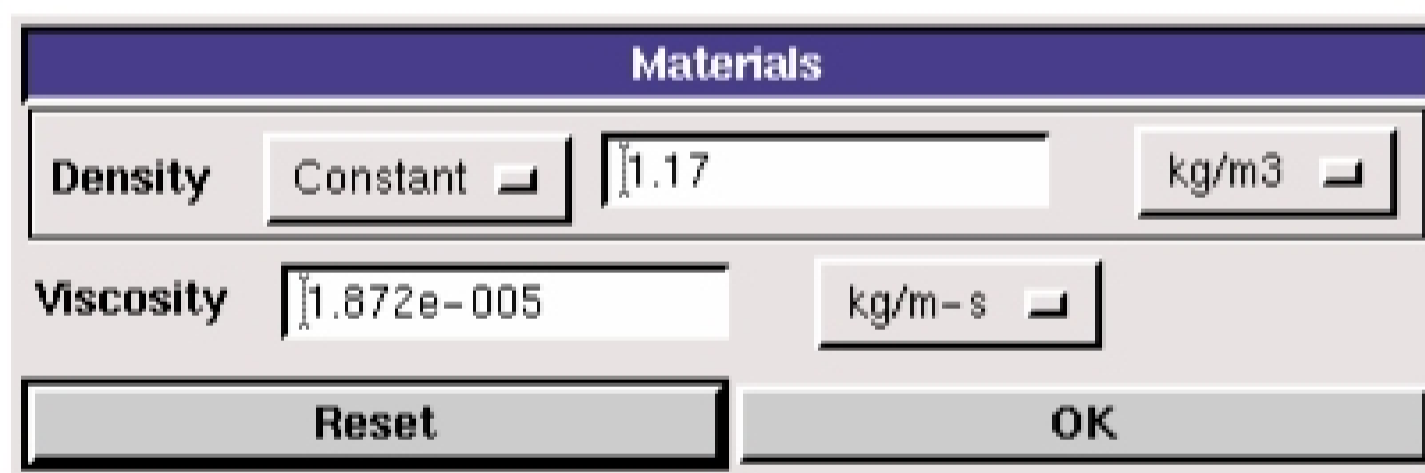 Materials
Density Constant 1.17 kg/m3
Viscosity 1.872e-005 kg/m-s
Reset OK